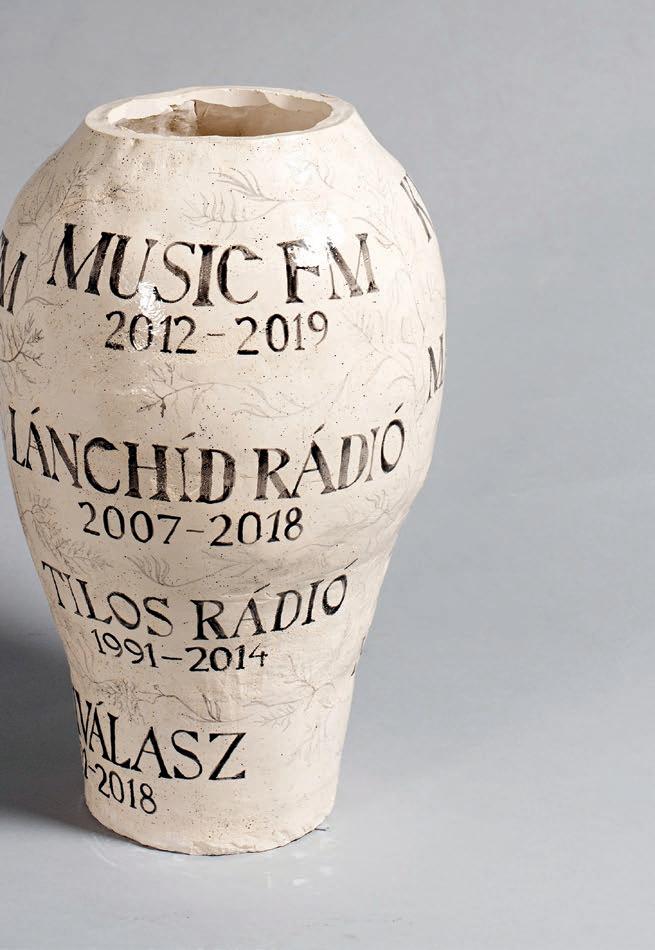 M MUSIC FM
2012-2019
LÁNCHÍD RÁDIÓ
2007-2018
TILOS RÁDIÓ
1991-2014
VÁLASZ
-2018
K
M